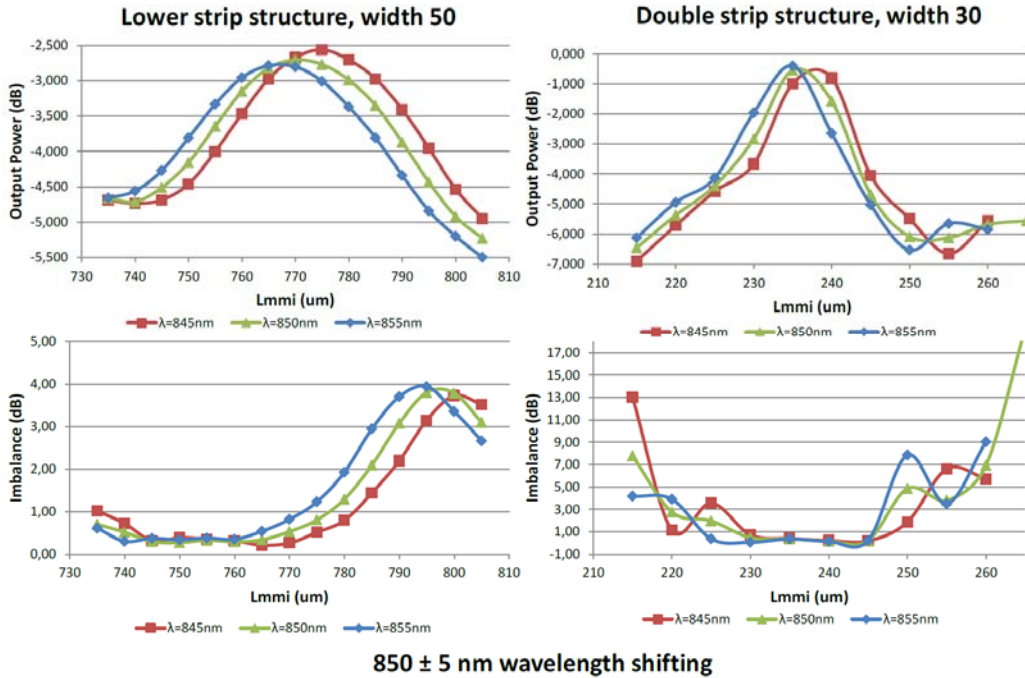 Lower strip structure, width 50
Output Power (dB)
-2,500
-3,000
-3,500
-4,000
-4,500
-5,000
-5,500
730 740 750 760 770 780 790 800 810
Lmmi (um)
λ=845nm λ=850nm λ=855nm
Double strip structure, width 30
Output Power (dB)
0,000
-1,000
-2,000
-3,000
-4,000
-5,000
-6,000
-7,000
210 220 230 240 250 260
Lmmi (um)
λ=845nm λ=850nm λ=855nm
Imbalance (dB)
5,00
4,00
3,00
2,00
1,00
0,00
730 740 750 760 770 780 790 800 810
Lmmi (um)
λ=845nm λ=850nm λ=855nm
Imbalance (dB)
17,00
15,00
13,00
11,00
9,00
7,00
5,00
3,00
1,00
-1,00
210 220 230 240 250 260
Lmmi (um)
λ=845nm λ=850nm λ=855nm
850 ± 5 nm wavelength shifting